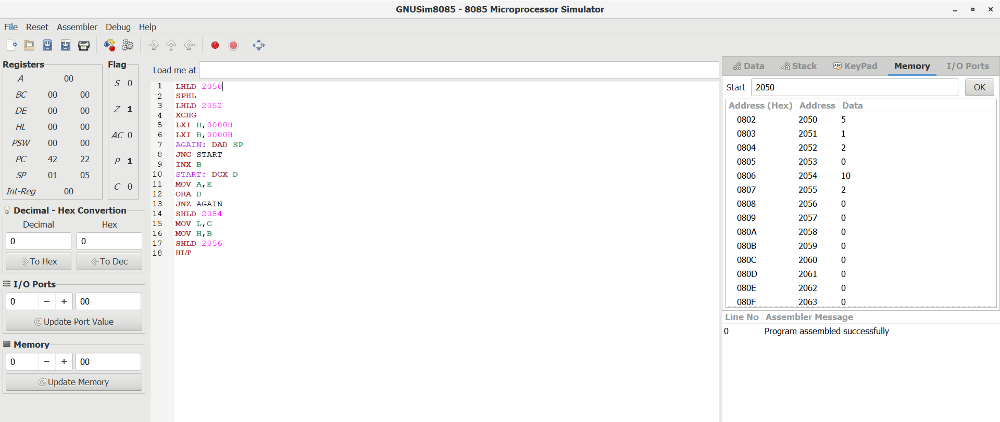 GNUSim8085 - 8085 Microprocessor Simulator
File Reset Assembler Debug Help
Registers
A 00
BC 00 00
DE 00 00
HL 00 00
PSW 00 00
PC 42 22
SP 01 05
Int-Reg 00
Flag
S 0
Z 1
AC 0
P 1
C 0
Decimal - Hex Convertion
Decimal Hex
0 0
To Hex To Dec
I/O Ports
0 − + 00
Update Port Value
Memory
0 − + 00
Update Memory
Load me at
1 LHLD 2050
2 SPHL
3 LHLD 2052
4 XCHG
5 LXI H,0000H
6 LXI B,0000H
7 AGAIN: DAD SP
8 JNC START
9 INX B
10 START: DCX D
11 MOV A,E
12 ORA D
13 JNZ AGAIN
14 SHLD 2054
15 MOV L,C
16 MOV H,B
17 SHLD 2056
18 HLT
Data Stack Abc KeyPad Memory I/O Ports
Start 2050 OK
Address (Hex) Address Data
0802 2050 5
0803 2051 1
0804 2052 2
0805 2053 0
0806 2054 10
0807 2055 2
0808 2056 0
0809 2057 0
080A 2058 0
080B 2059 0
080C 2060 0
080D 2061 0
080E 2062 0
080F 2063 0
Line No Assembler Message
0 Program assembled successfully